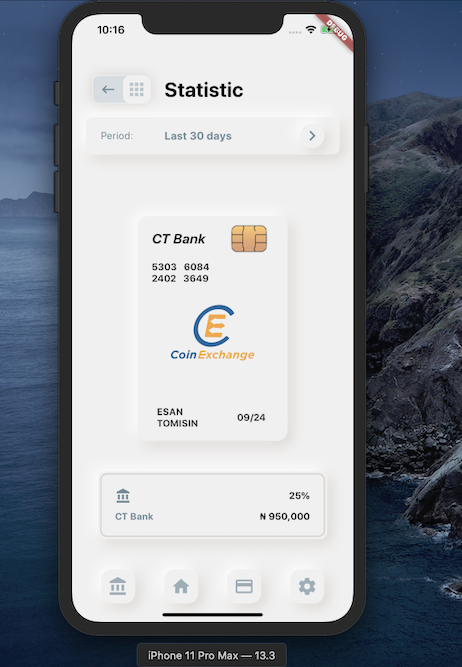 10:16
DEBUG
Statistic
Period: Last 30 days
CT Bank
5303 6084
2402 3649
CE
CoinExchange
ESAN
TOMISIN
09/24
25%
CT Bank ₦ 950,000
iPhone 11 Pro Max — 13.3